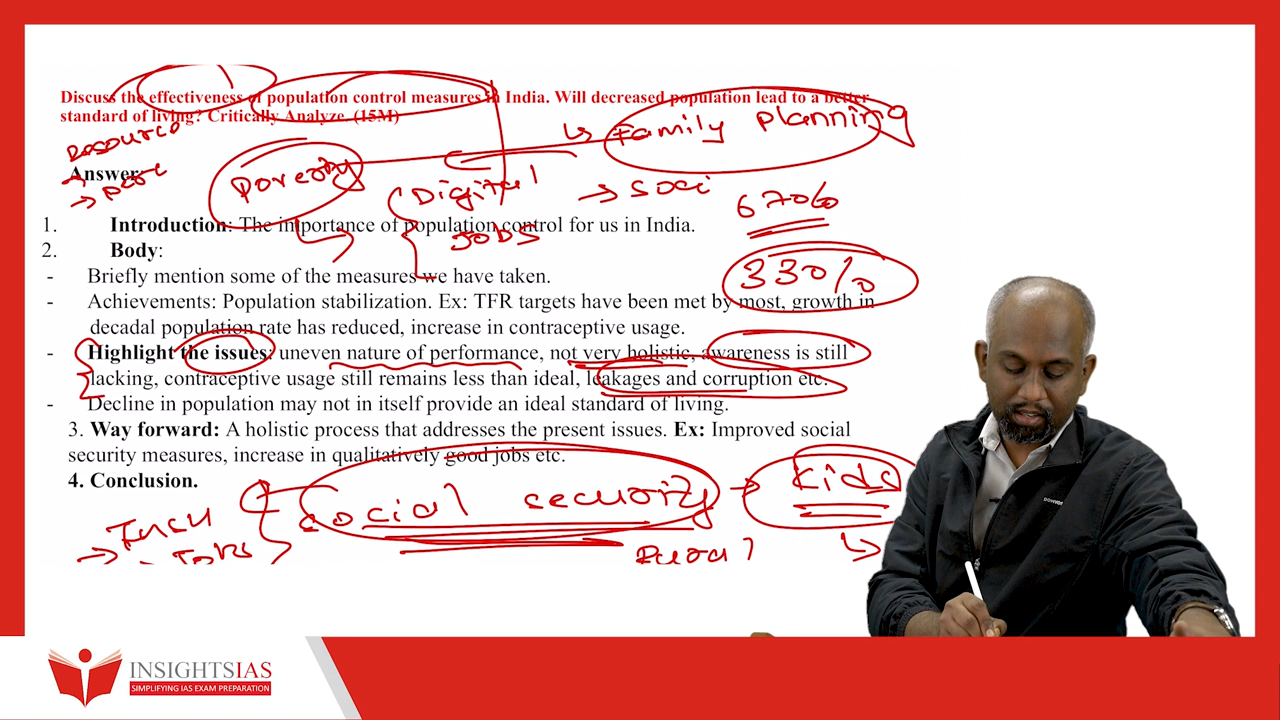 Discuss the effectiveness of population control measures in India. Will decreased population lead to a better
standard of living? Critically Analyze. (15M)
Family planning
Resource
Answer:
Poverty
Digital
→ Soci
67%
1. Introduction: The importance of population control for us in India.
Jobs
2. Body:
33%
- Briefly mention some of the measures we have taken.
- Achievements: Population stabilization. Ex: TFR targets have been met by most, growth in
decadal population rate has reduced, increase in contraceptive usage.
- Highlight the issues: uneven nature of performance, not very holistic, awareness is still
lacking, contraceptive usage still remains less than ideal, leakages and corruption etc.
- Decline in population may not in itself provide an ideal standard of living.
3. Way forward: A holistic process that addresses the present issues. Ex: Improved social
security measures, increase in qualitatively good jobs etc.
4. Conclusion.
social security → kids
INSIGHTSIAS
SIMPLIFYING IAS EXAM PREPARATION